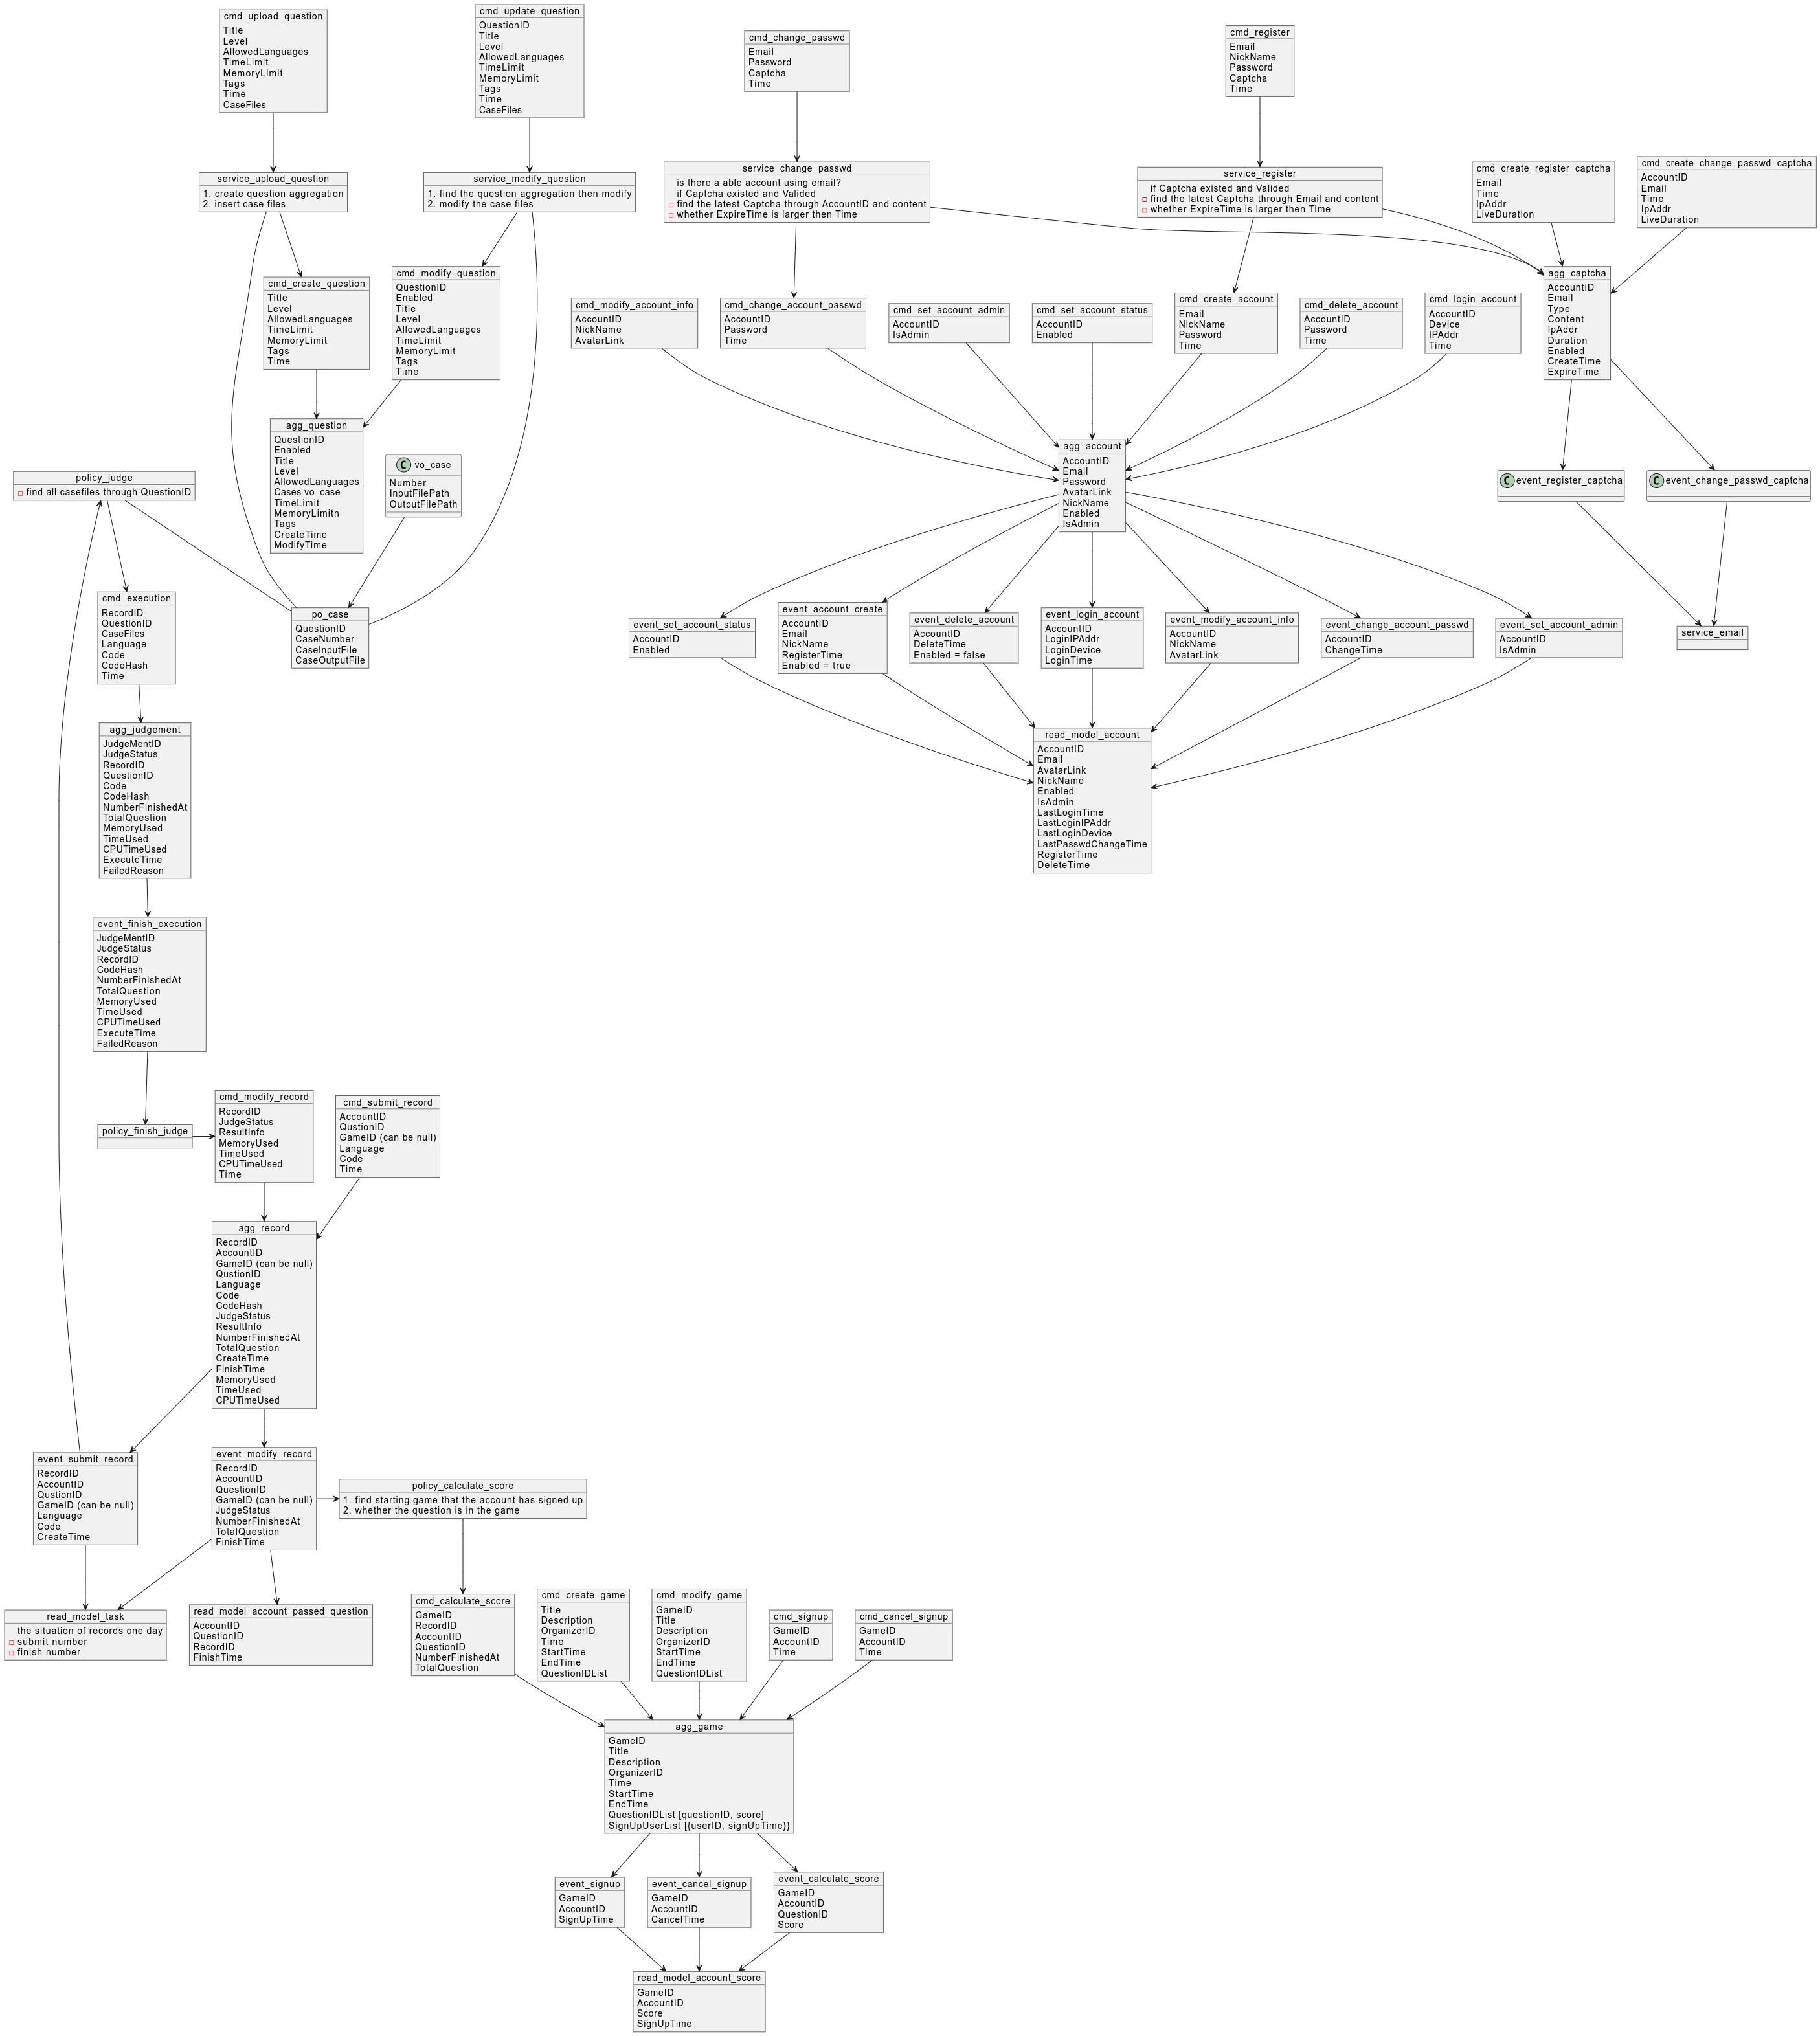 cmd_upload_question
Title
Level
AllowedLanguages
TimeLimit
MemoryLimit
Tags
Time
CaseFiles
cmd_update_question
QuestionID
Title
Level
AllowedLanguages
TimeLimit
MemoryLimit
Tags
Time
CaseFiles
cmd_change_passwd
Email
Password
Captcha
Time
cmd_register
Email
NickName
Password
Captcha
Time
service_upload_question
1. create question aggregation
2. insert case files
service_modify_question
1. find the question aggregation then modify
2. modify the case files
service_change_passwd
is there a able account using email?
if Captcha existed and Valided
find the latest Captcha through AccountID and content
whether ExpireTime is larger then Time
service_register
if Captcha existed and Valided
find the latest Captcha through Email and content
whether ExpireTime is larger then Time
cmd_create_register_captcha
Email
Time
IpAddr
LiveDuration
cmd_create_change_passwd_captcha
AccountID
Email
Time
IpAddr
LiveDuration
cmd_create_question
Title
Level
AllowedLanguages
TimeLimit
MemoryLimit
Tags
Time
cmd_modify_question
QuestionID
Enabled
Title
Level
AllowedLanguages
TimeLimit
MemoryLimit
Tags
Time
cmd_modify_account_info
AccountID
NickName
AvatarLink
cmd_change_account_passwd
AccountID
Password
Time
cmd_set_account_admin
AccountID
IsAdmin
cmd_set_account_status
AccountID
Enabled
cmd_create_account
Email
NickName
Password
Time
cmd_delete_account
AccountID
Password
Time
cmd_login_account
AccountID
Device
IPAddr
Time
agg_captcha
AccountID
Email
Type
Content
IpAddr
Duration
Enabled
CreateTime
ExpireTime
agg_question
QuestionID
Enabled
Title
Level
AllowedLanguages
Cases vo_case
TimeLimit
MemoryLimitn
Tags
CreateTime
ModifyTime
C vo_case
Number
InputFilePath
OutputFilePath
agg_account
AccountID
Email
Password
AvatarLink
NickName
Enabled
IsAdmin
C event_register_captcha
C event_change_passwd_captcha
policy_judge
find all casefiles through QuestionID
cmd_execution
RecordID
QuestionID
CaseFiles
Language
Code
CodeHash
Time
po_case
QuestionID
CaseNumber
CaseInputFile
CaseOutputFile
event_set_account_status
AccountID
Enabled
event_account_create
AccountID
Email
NickName
RegisterTime
Enabled = true
event_delete_account
AccountID
DeleteTime
Enabled = false
event_login_account
AccountID
LoginIPAddr
LoginDevice
LoginTime
event_modify_account_info
AccountID
NickName
AvatarLink
event_change_account_passwd
AccountID
ChangeTime
event_set_account_admin
AccountID
IsAdmin
service_email
agg_judgement
JudgeMentID
JudgeStatus
RecordID
QuestionID
Code
CodeHash
NumberFinishedAt
TotalQuestion
MemoryUsed
TimeUsed
CPUTimeUsed
ExecuteTime
FailedReason
read_model_account
AccountID
Email
AvatarLink
NickName
Enabled
IsAdmin
LastLoginTime
LastLoginIPAddr
LastLoginDevice
LastPasswdChangeTime
RegisterTime
DeleteTime
event_finish_execution
JudgeMentID
JudgeStatus
RecordID
CodeHash
NumberFinishedAt
TotalQuestion
MemoryUsed
TimeUsed
CPUTimeUsed
ExecuteTime
FailedReason
policy_finish_judge
cmd_modify_record
RecordID
JudgeStatus
ResultInfo
MemoryUsed
TimeUsed
CPUTimeUsed
Time
cmd_submit_record
AccountID
QustionID
GameID (can be null)
Language
Code
Time
agg_record
RecordID
AccountID
GameID (can be null)
QustionID
Language
Code
CodeHash
JudgeStatus
ResultInfo
NumberFinishedAt
TotalQuestion
CreateTime
FinishTime
MemoryUsed
TimeUsed
CPUTimeUsed
event_submit_record
RecordID
AccountID
QustionID
GameID (can be null)
Language
Code
CreateTime
event_modify_record
RecordID
AccountID
QuestionID
GameID (can be null)
JudgeStatus
NumberFinishedAt
TotalQuestion
FinishTime
policy_calculate_score
1. find starting game that the account has signed up
2. whether the question is in the game
read_model_task
the situation of records one day
submit number
finish number
read_model_account_passed_question
AccountID
QuestionID
RecordID
FinishTime
cmd_calculate_score
GameID
RecordID
AccountID
QuestionID
NumberFinishedAt
TotalQuestion
cmd_create_game
Title
Description
OrganizerID
Time
StartTime
EndTime
QuestionIDList
cmd_modify_game
GameID
Title
Description
OrganizerID
StartTime
EndTime
QuestionIDList
cmd_signup
GameID
AccountID
Time
cmd_cancel_signup
GameID
AccountID
Time
agg_game
GameID
Title
Description
OrganizerID
Time
StartTime
EndTime
QuestionIDList [questionID, score]
SignUpUserList [{userID, signUpTime}}
event_signup
GameID
AccountID
SignUpTime
event_cancel_signup
GameID
AccountID
CancelTime
event_calculate_score
GameID
AccountID
QuestionID
Score
read_model_account_score
GameID
AccountID
Score
SignUpTime